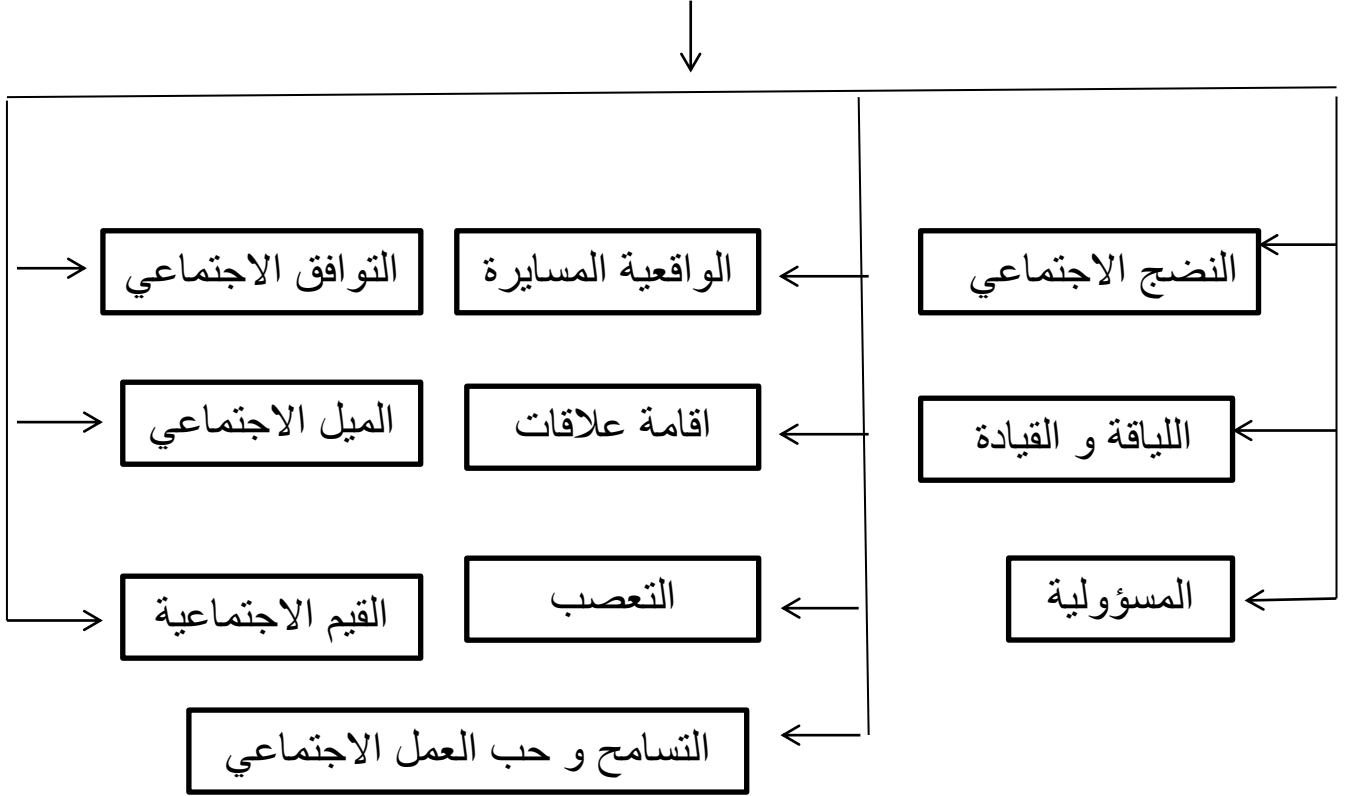 النضج الاجتماعي
الواقعية المسايرة
التوافق الاجتماعي
اللياقة و القيادة
اقامة علاقات
الميل الاجتماعي
المسؤولية
التعصب
القيم الاجتماعية
التسامح و حب العمل الاجتماعي